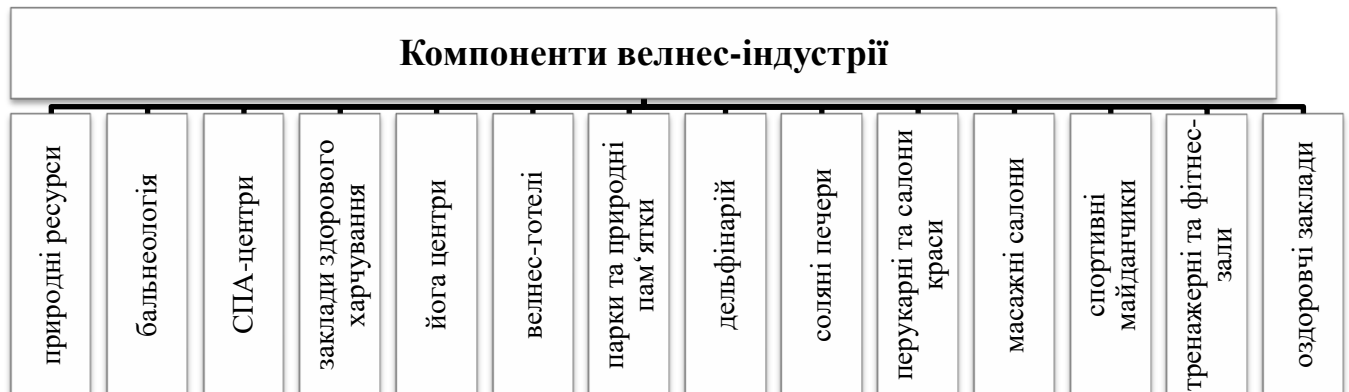 Компоненти велнес-індустрії
природні ресурси
бальнеологія
СПА-центри
заклади здорового
харчування
йога центри
велнес-готелі
парки та природні
пам‘ятки
дельфінарій
соляні печери
перукарні та салони
краси
масажні салони
спортивні
майданчики
тренажерні та фітнес-
зали
оздоровчі заклади